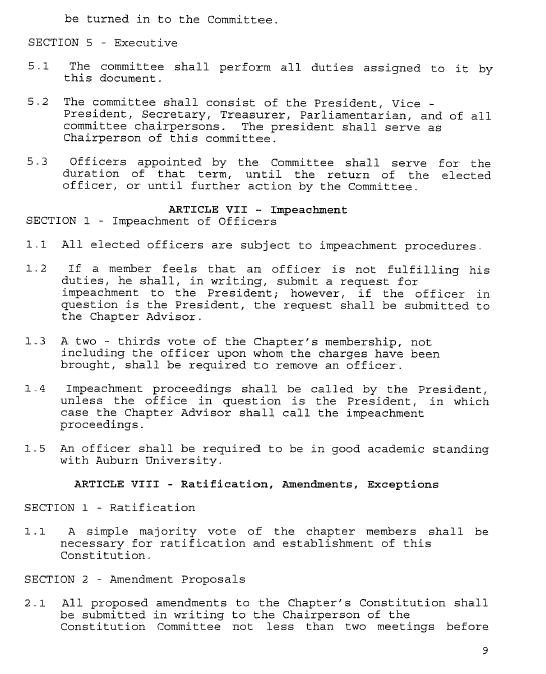 be turned in to the Committee.
SECTION 5 - Executive
5.1 The committee shall perform all duties assigned to it by
this document.
5.2 The committee shall consist of the President, Vice -
President, Secretary, Treasurer, Parliamentarian, and of all
committee chairpersons. The president shall serve as
Chairperson of this committee.
5.3 Officers appointed by the Committee shall serve for the
duration of that term, until the return of the elected
officer, or until further action by the Committee.
ARTICLE VII - Impeachment
SECTION 1 - Impeachment of Officers
1.1 All elected officers are subject to impeachment procedures.
1.2 If a member feels that an officer is not fulfilling his
duties, he shall, in writing, submit a request for
impeachment to the President; however, if the officer in
question is the President, the request shall be submitted to
the Chapter Advisor.
1.3 A two - thirds vote of the Chapter's membership, not
including the officer upon whom the charges have been
brought, shall be required to remove an officer.
1.4 Impeachment proceedings shall be called by the President,
unless the office in question is the President, in which
case the Chapter Advisor shall call the impeachment
proceedings.
1.5 An officer shall be required to be in good academic standing
with Auburn University.
ARTICLE VIII - Ratification, Amendments, Exceptions
SECTION 1 - Ratification
1.1 A simple majority vote of the chapter members shall be
necessary for ratification and establishment of this
Constitution.
SECTION 2 - Amendment Proposals
2.1 All proposed amendments to the Chapter's Constitution shall
be submitted in writing to the Chairperson of the
Constitution Committee not less than two meetings before
9